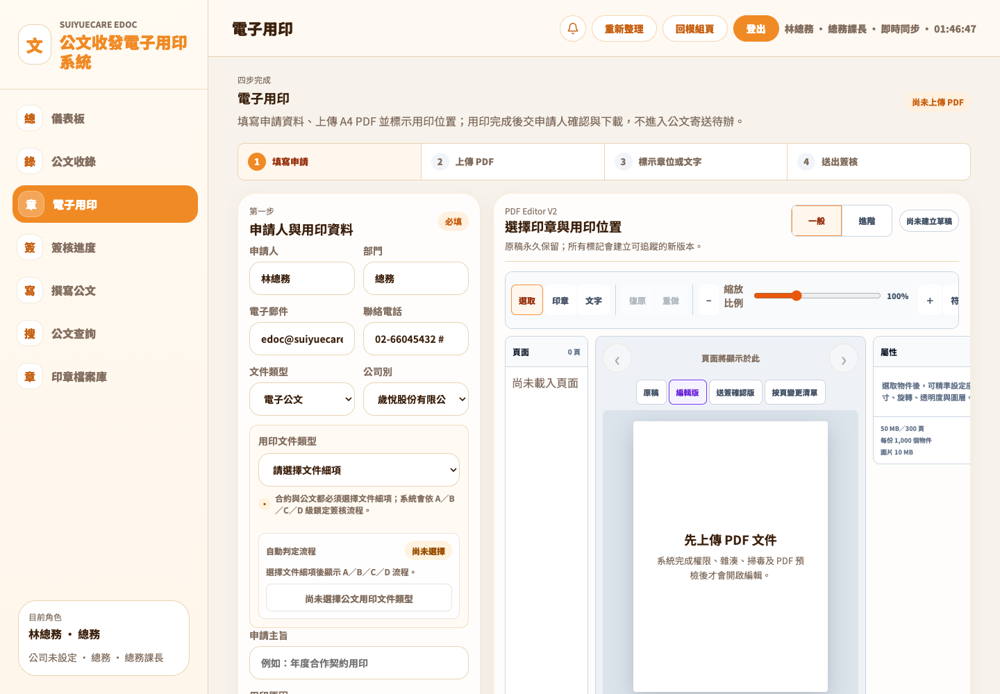 文
SUIYUECARE EDOC
公文收發電子用印
系統
總 儀表板
錄 公文收錄
章 電子用印
簽 簽核進度
寫 撰寫公文
搜 公文查詢
章 印章檔案庫
目前角色
林總務 • 總務
公司未設定 • 總務 • 總務課長
電子用印
重新整理
回模組頁
登出
林總務 • 總務課長 • 即時同步 • 01:46:47
四步完成
電子用印
填寫申請資料、上傳 A4 PDF 並標示用印位置；用印完成後交申請人確認與下載，不進入公文寄送待辦。
尚未上傳 PDF
1 填寫申請
2 上傳 PDF
3 標示章位或文字
4 送出簽核
第一步
申請人與用印資料
必填
申請人
部門
林總務
總務
電子郵件
聯絡電話
edoc@suiyuecare
02-66045432 #
文件類型
公司別
電子公文
歲悅股份有限公
用印文件類型
請選擇文件細項
• 合約與公文都必須選擇文件細項；系統會依 A／B
／C／D 級鎖定簽核流程。
自動判定流程
尚未選擇
選擇文件細項後顯示 A／B／C／D 流程。
尚未選擇公文用印文件類型
申請主旨
例如：年度合作契約用印
PDF Editor V2
選擇印章與用印位置
原稿永久保留；所有標記會建立可追蹤的新版本。
一般
進階
尚未建立草稿
選取
印章
文字
復原
重做
−
縮放
比例
100%
+
符
頁面
0 頁
尚未載入頁面
‹
頁面將顯示於此
›
原稿
編輯版
送簽確認版
按頁變更清單
先上傳 PDF 文件
系統完成權限、雜湊、掃毒及 PDF 預
檢後才會開啟編輯。
屬性
選取物件後，可精準設定
寸、旋轉、透明度與圖層。
50 MB／300 頁
每份 1,000 個物件
圖片 10 MB